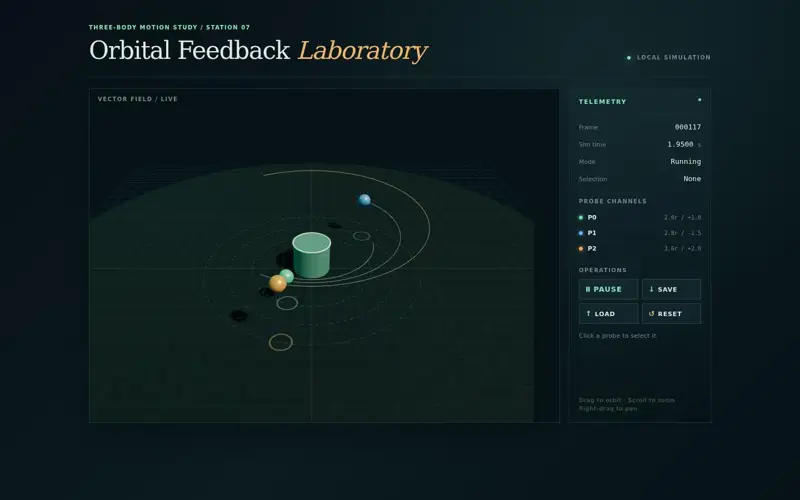 THREE-BODY MOTION STUDY / STATION 07
Orbital Feedback Laboratory
LOCAL SIMULATION
VECTOR FIELD / LIVE
TELEMETRY
Frame 000117
Sim time 1.9500 s
Mode Running
Selection None
PROBE CHANNELS
P0 2.0r / +1.0
P1 2.8r / -1.5
P2 3.6r / +2.0
OPERATIONS
⏸ PAUSE ↓ SAVE
↑ LOAD ↺ RESET
Click a probe to select it
Drag to orbit · Scroll to zoom
Right-drag to pan